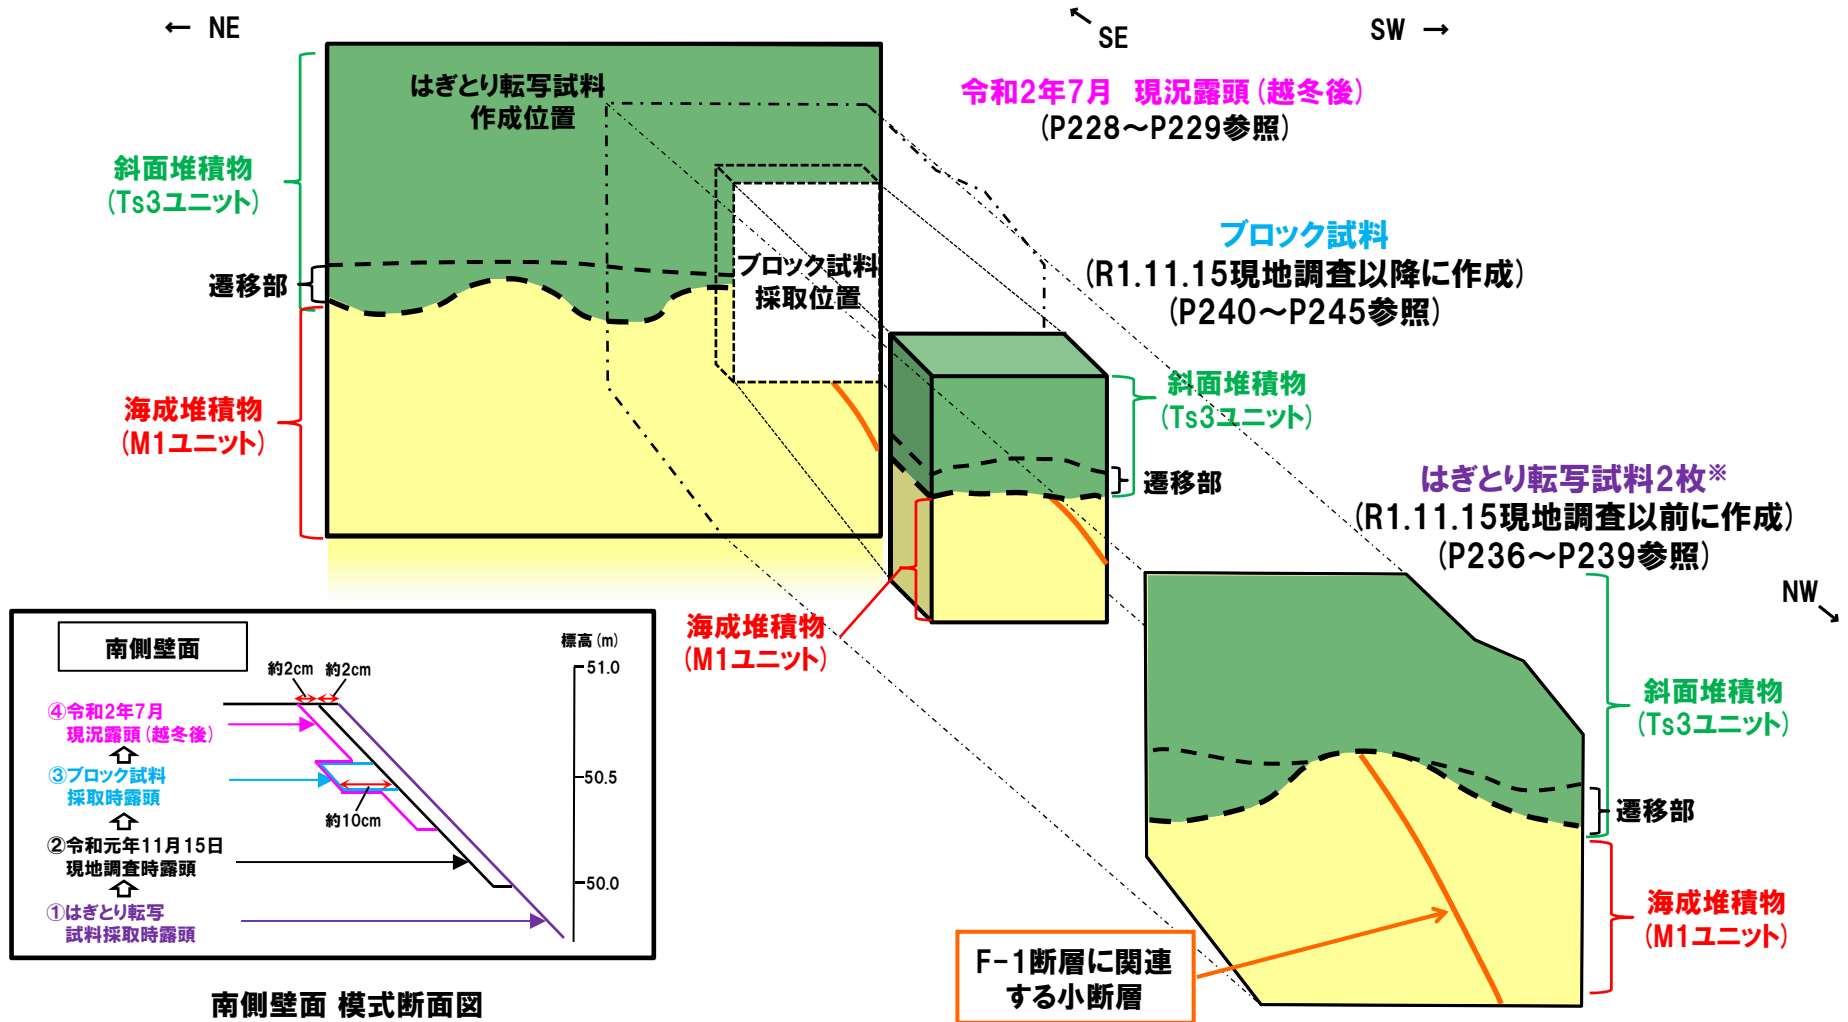 ← NE
SE
SW →
はぎとり転写試料
作成位置
令和2年7月 現況露頭(越冬後)
(P228～P229参照)
斜面堆積物
(Ts3ユニット)
ブロック試料
(R1.11.15現地調査以降に作成)
(P240～P245参照)
遷移部
ブロック試料
採取位置
海成堆積物
(M1ユニット)
斜面堆積物
(Ts3ユニット)
遷移部
はぎとり転写試料2枚※
(R1.11.15現地調査以前に作成)
(P236～P239参照)
NW
海成堆積物
(M1ユニット)
斜面堆積物
(Ts3ユニット)
遷移部
海成堆積物
(M1ユニット)
F-1断層に関連
する小断層
南側壁面
標高(m)
約2cm 約2cm
51.0
④令和2年7月
現況露頭(越冬後)
③ブロック試料
採取時露頭
50.5
約10cm
②令和元年11月15日
現地調査時露頭
50.0
①はぎとり転写
試料採取時露頭
南側壁面 模式断面図